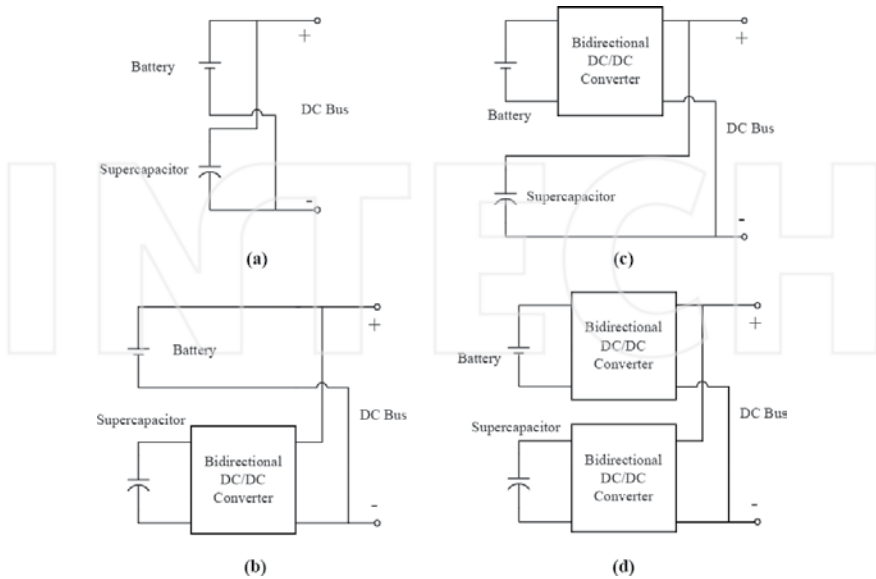 +
Battery
DC Bus
Supercapacitor
-
(a)
Bidirectional
DC/DC
Converter
+
Battery
DC Bus
Supercapacitor
-
(c)
+
Battery
DC Bus
Supercapacitor
Bidirectional
DC/DC
Converter
-
(b)
Bidirectional
DC/DC
Converter
+
Battery
DC Bus
Supercapacitor
Bidirectional
DC/DC
Converter
-
(d)
INTECH